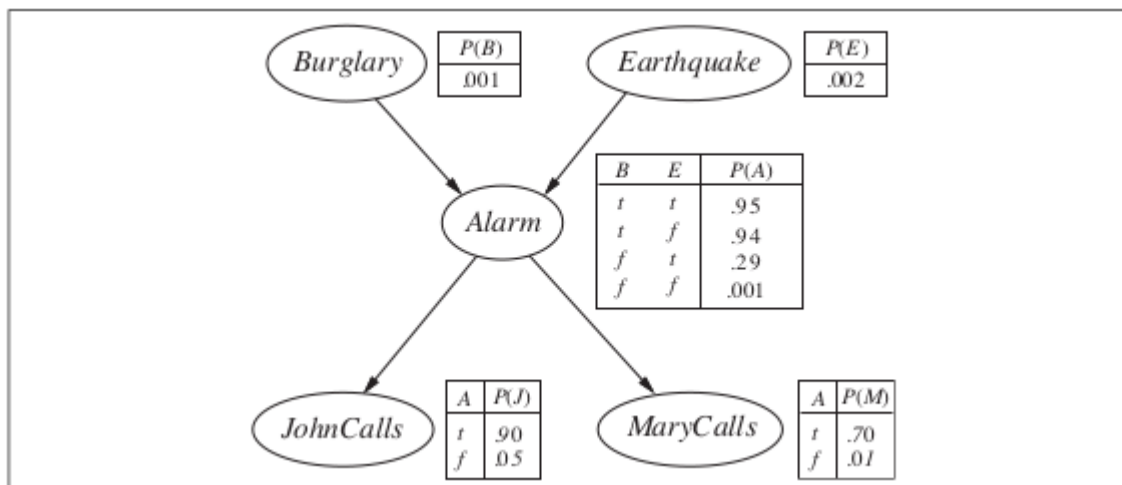 Burglary
P(B)
.001
Earthquake
P(E)
.002
Alarm
B E P(A)
t t .95
t f .94
f t .29
f f .001
JohnCalls
A P(J)
t .90
f .05
MaryCalls
A P(M)
t .70
f .01